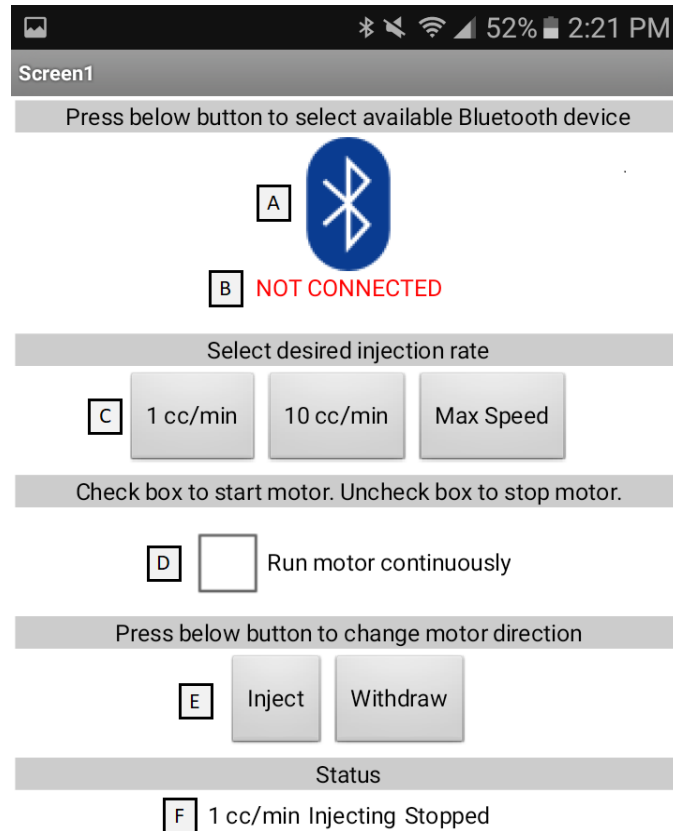 52% 2:21 PM
Screen1
Press below button to select available Bluetooth device
A
B NOT CONNECTED
Select desired injection rate
C 1 cc/min 10 cc/min Max Speed
Check box to start motor. Uncheck box to stop motor.
D Run motor continuously
Press below button to change motor direction
E Inject Withdraw
Status
F 1 cc/min Injecting Stopped